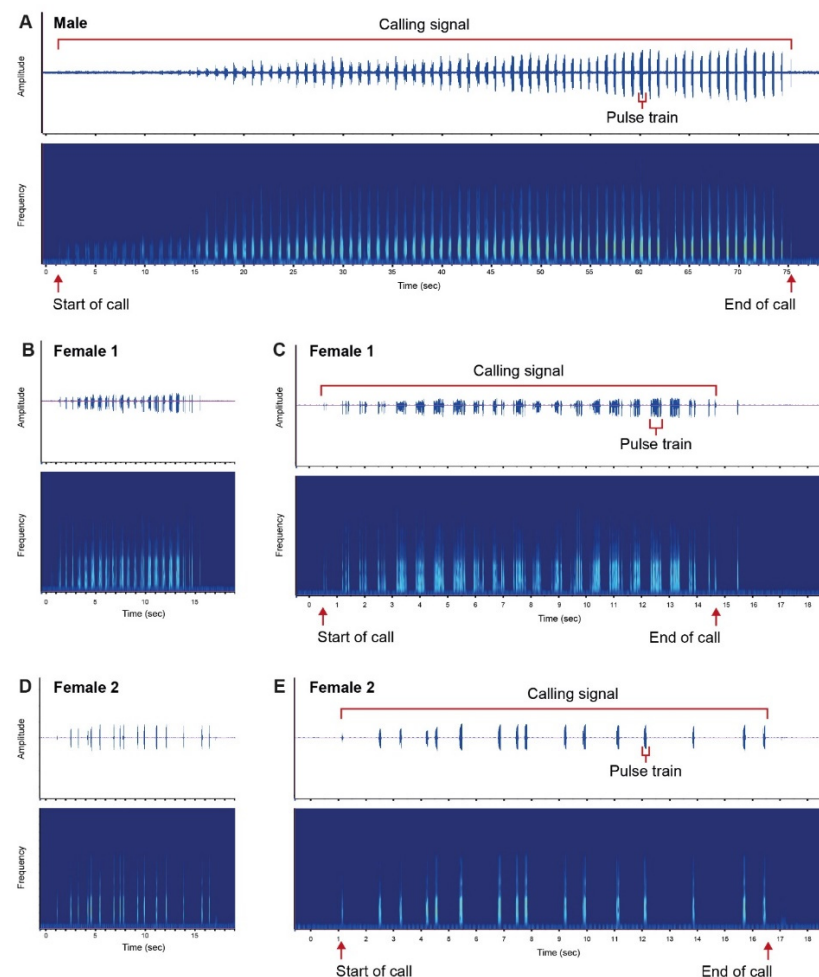 A Male
Calling signal
Amplitude
Pulse train
Frequency
0 5 10 15 20 25 30 35 40 45 50 55 60 65 70 75
Time (sec)
Start of call End of call
B Female 1
Amplitude
Frequency
0 5 10 15
Time (sec)
C Female 1
Calling signal
Amplitude
Pulse train
Frequency
0 1 2 3 4 5 6 7 8 9 10 11 12 13 14 15 16 17 18
Time (sec)
Start of call End of call
D Female 2
Amplitude
Frequency
0 5 10 15
Time (sec)
E Female 2
Calling signal
Amplitude
Pulse train
Frequency
0 1 2 3 4 5 6 7 8 9 10 11 12 13 14 15 16 17 18
Time (sec)
Start of call End of call